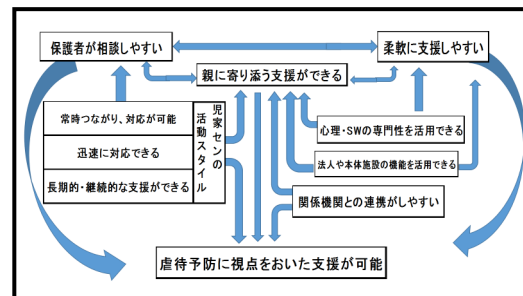 保護者が相談しやすい
柔軟に支援しやすい
親に寄り添う支援ができる
常時つながり、対応が可能
迅速に対応できる
長期的・継続的な支援ができる
児家センの
活動スタイル
心理・SWの専門性を活用できる
法人や本体施設の機能を活用できる
関係機関との連携がしやすい
虐待予防に視点をおいた支援が可能